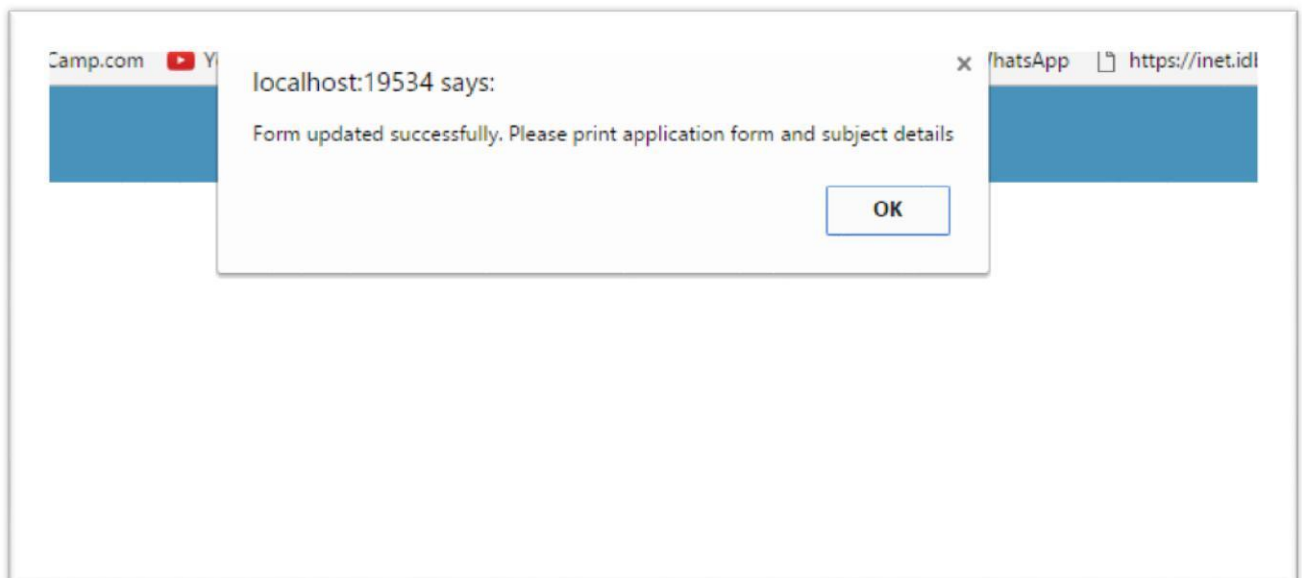 Camp.com
localhost:19534 says:
Form updated successfully. Please print application form and subject details
OK
hatsApp
https://inet.idb